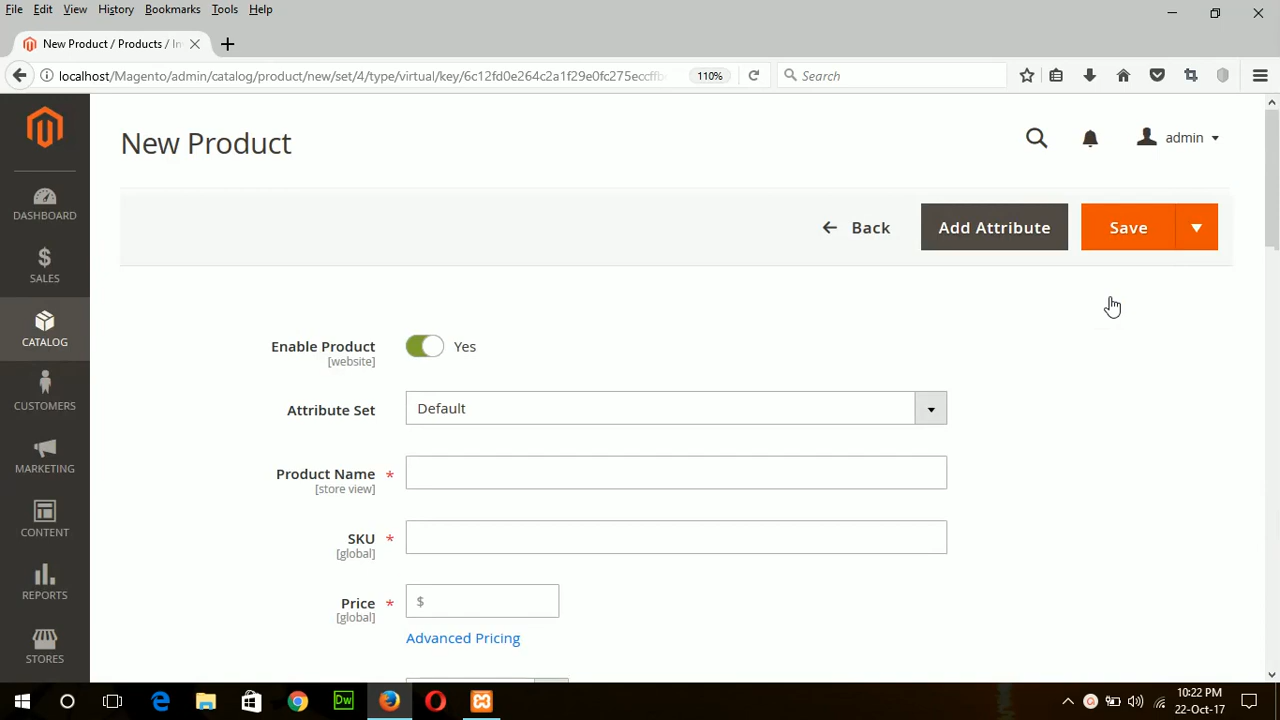 File Edit View History Bookmarks Tools Help
New Product / Products / In
localhost/Magento/admin/catalog/product/new/set/4/type/virtual/key/6c12fd0e264c2a1f29e0fc275eccffb
110%
Search
New Product
admin
Back
Add Attribute
Save
DASHBOARD
SALES
CATALOG
CUSTOMERS
MARKETING
CONTENT
REPORTS
STORES
Enable Product
[website]
Yes
Attribute Set
Default
Product Name *
[store view]
SKU *
[global]
Price *
[global]
$
Advanced Pricing
Dw
10:22 PM
22-Oct-17